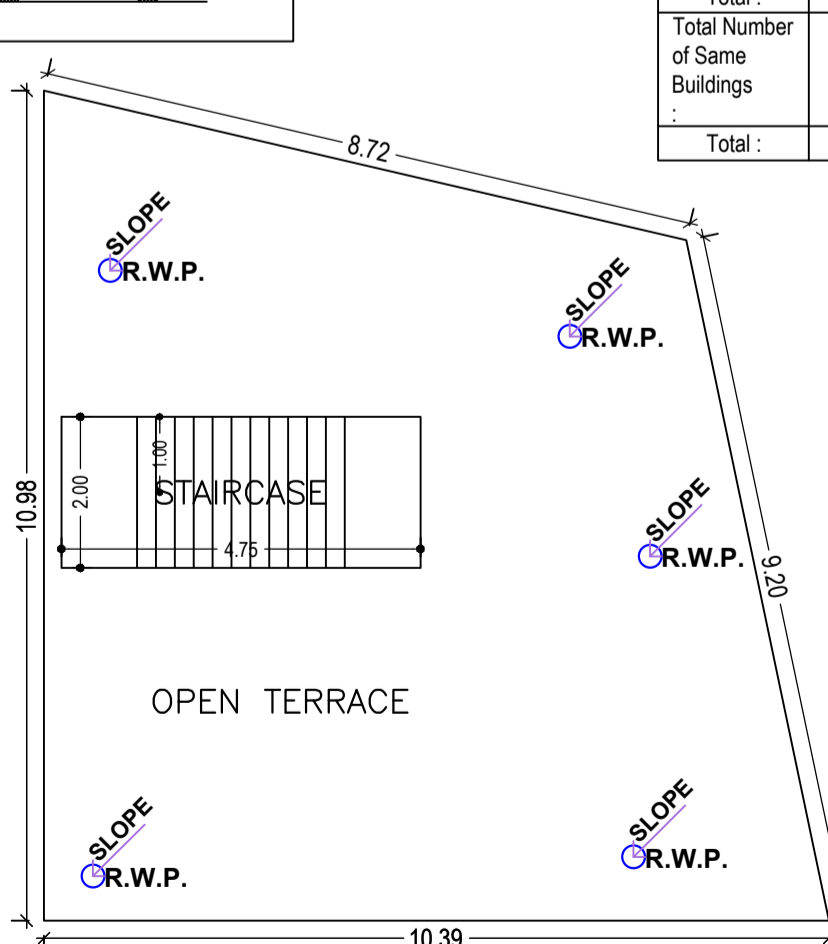 Total :
Total Number
of Same
Buildings
:
Total :
8.72
SLOPE
R.W.P.
SLOPE
R.W.P.
10.98
2.00
1.00
STAIRCASE
4.75
SLOPE
R.W.P.
9.20
OPEN TERRACE
SLOPE
R.W.P.
SLOPE
R.W.P.
10.39